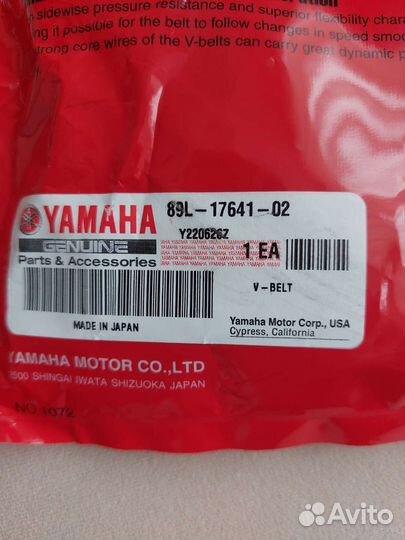 n sidewise pressure resistance and superior flexibility chara
ing it possible for the belt to follow changes in speed smoo
strong core wires of the V-belts can carry great dynamic p
YAMAHA
GENUINE
Parts & Accessories
89L-17641-02
Y220626Z
1 EA
V-BELT
MADE IN JAPAN
Yamaha Motor Corp., USA
Cypress, California
YAMAHA MOTOR CO.,LTD
2500 SHINGAI IWATA SHIZUOKA JAPAN
NO 1072
Avito